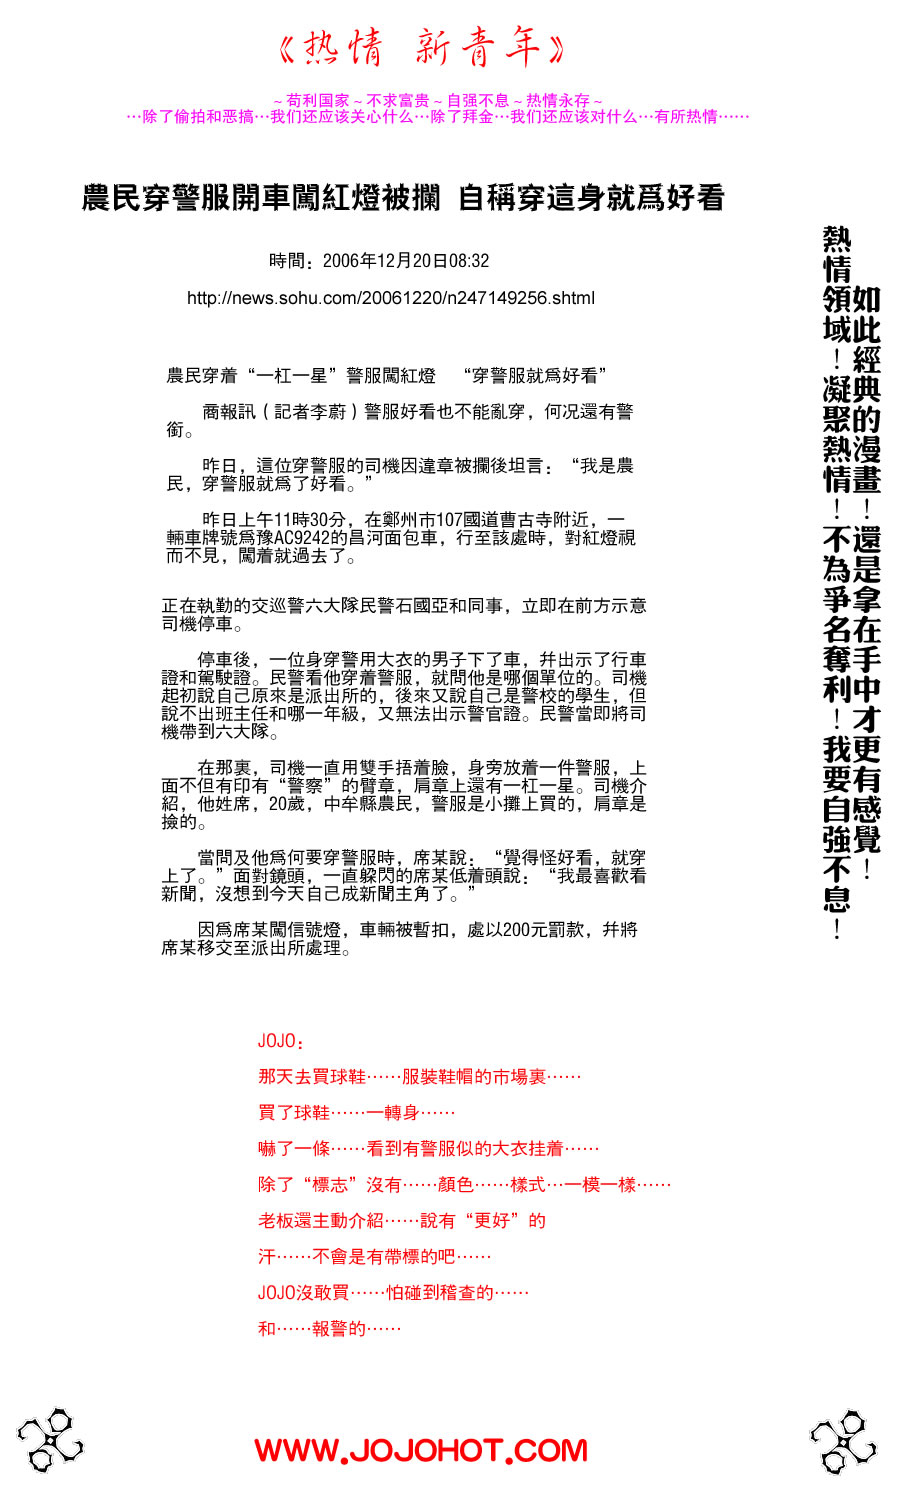 《热情 新青年》
～苟利国家～不求富贵～自强不息～热情永存～
…除了偷拍和恶搞…我们还应该关心什么…除了拜金…我们还应该对什么…有所热情……
農民穿警服開車闖紅燈被攔 自稱穿這身就爲好看
時間：2006年12月20日08:32
http://news.sohu.com/20061220/n247149256.shtml
農民穿着“一杠一星”警服闖紅燈　“穿警服就爲好看”
商報訊（記者李蔚）警服好看也不能亂穿，何况還有警
銜。
昨日，這位穿警服的司機因違章被攔後坦言：“我是農
民，穿警服就爲了好看。”
昨日上午11時30分，在鄭州市107國道曹古寺附近，一
輛車牌號爲豫AC9242的昌河面包車，行至該處時，對紅燈視
而不見，闖着就過去了。
正在執勤的交巡警六大隊民警石國亞和同事，立即在前方示意
司機停車。
停車後，一位身穿警用大衣的男子下了車，幷出示了行車
證和駕駛證。民警看他穿着警服，就問他是哪個單位的。司機
起初說自己原來是派出所的，後來又說自己是警校的學生，但
說不出班主任和哪一年級，又無法出示警官證。民警當即將司
機帶到六大隊。
在那裏，司機一直用雙手捂着臉，身旁放着一件警服，上
面不但有印有“警察”的臂章，肩章上還有一杠一星。司機介
紹，他姓席，20歲，中牟縣農民，警服是小攤上買的，肩章是
撿的。
當問及他爲何要穿警服時，席某說：“覺得怪好看，就穿
上了。”面對鏡頭，一直躲閃的席某低着頭說：“我最喜歡看
新聞，沒想到今天自己成新聞主角了。”
因爲席某闖信號燈，車輛被暫扣，處以200元罰款，幷將
席某移交至派出所處理。
如此經典的漫畫！還是拿在手中才更有感覺！
熱情領域！凝聚熱情！不為爭名奪利！我要自強不息！
JOJO：
那天去買球鞋……服裝鞋帽的市場裏……
買了球鞋……一轉身……
嚇了一條……看到有警服似的大衣挂着……
除了“標志”沒有……顏色……樣式…一模一樣……
老板還主動介紹……說有“更好”的
汗……不會是有帶標的吧……
JOJO沒敢買……怕碰到稽查的……
和……報警的……
WWW.JOJOHOT.COM